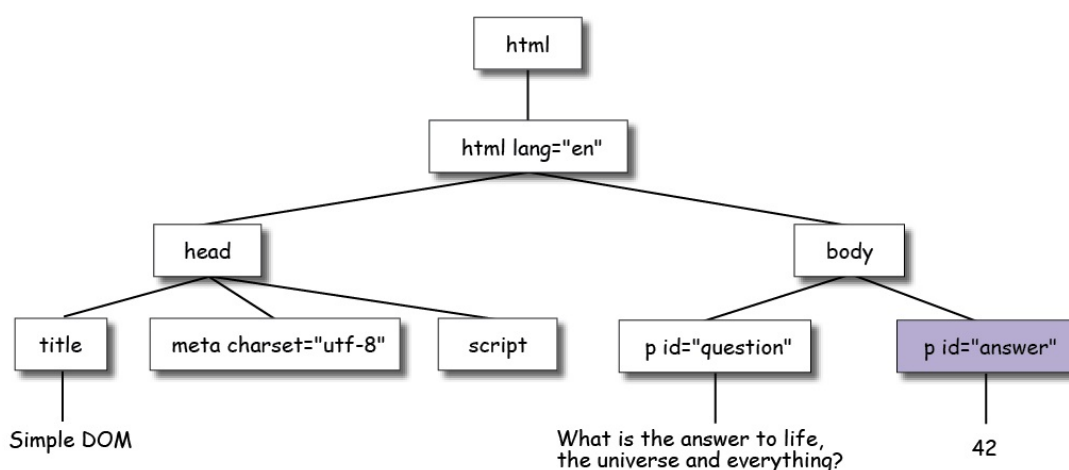 html
html lang="en"
head
body
title
meta charset="utf-8"
script
p id="question"
p id="answer"
Simple DOM
What is the answer to life,
the universe and everything?
42